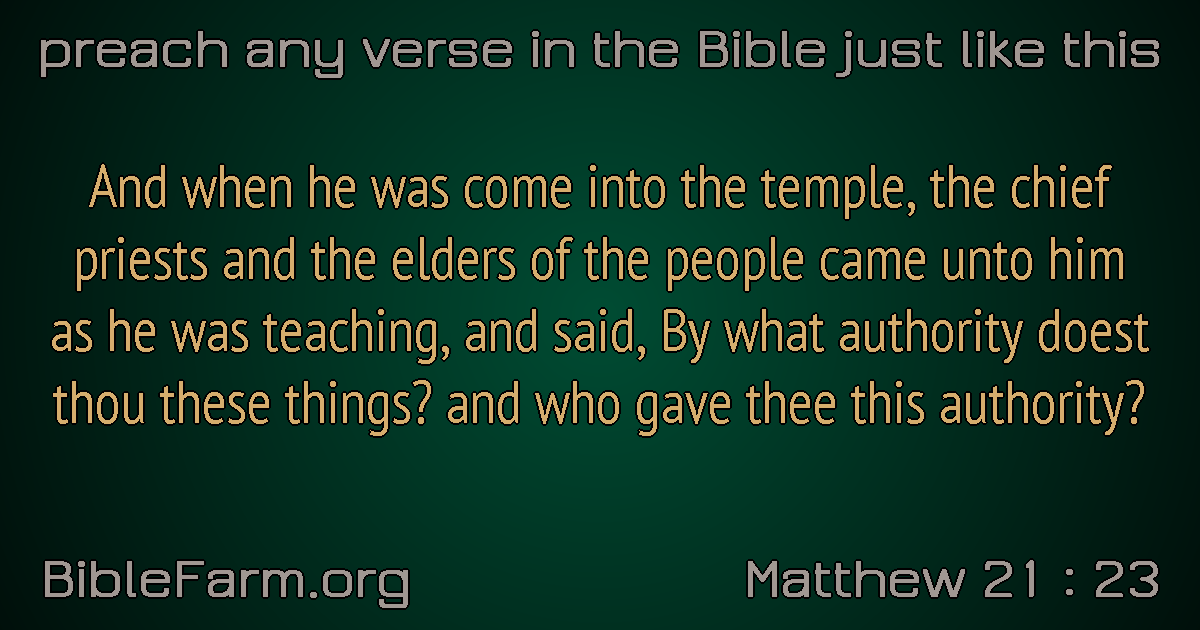 preach any verse in the Bible just like this
And when he was come into the temple, the chief
priests and the elders of the people came unto him
as he was teaching, and said, By what authority doest
thou these things? and who gave thee this authority?
BibleFarm.org
Matthew 21 : 23